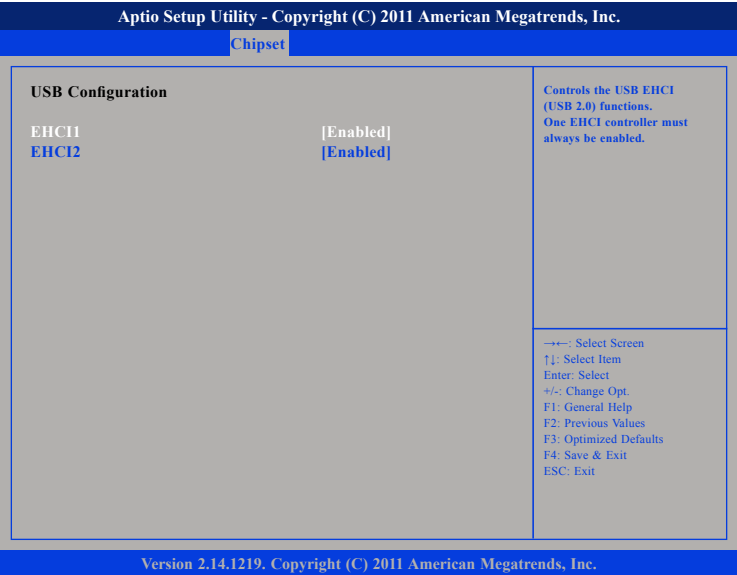 Aptio Setup Utility - Copyright (C) 2011 American Megatrends, Inc.
Chipset
USB Configuration
EHCI1 [Enabled]
EHCI2 [Enabled]
Controls the USB EHCI
(USB 2.0) functions.
One EHCI controller must
always be enabled.
→←: Select Screen
↑↓: Select Item
Enter: Select
+/-: Change Opt.
F1: General Help
F2: Previous Values
F3: Optimized Defaults
F4: Save & Exit
ESC: Exit
Version 2.14.1219. Copyright (C) 2011 American Megatrends, Inc.